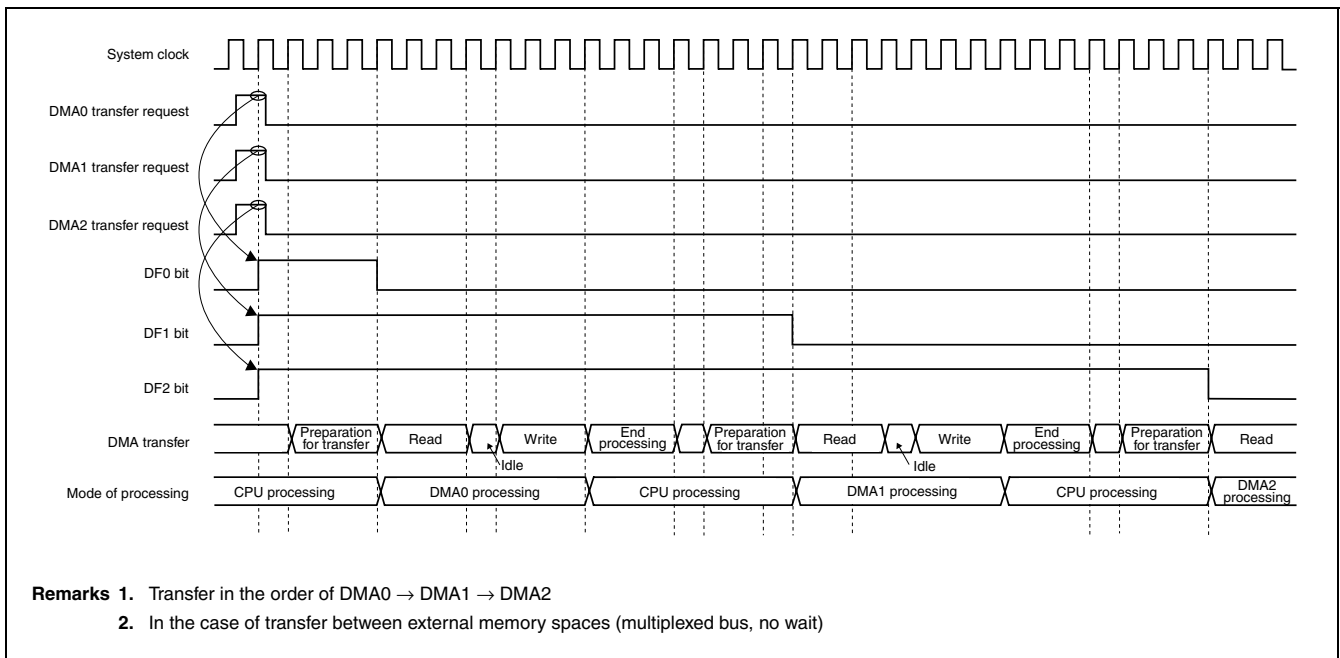 System clock
DMA0 transfer request
DMA1 transfer request
DMA2 transfer request
DF0 bit
DF1 bit
DF2 bit
DMA transfer
Preparation
for transfer
Read
Write
End
processing
Preparation
for transfer
Read
Write
End
processing
Preparation
for transfer
Read
Idle
Idle
Mode of processing
CPU processing
DMA0 processing
CPU processing
DMA1 processing
CPU processing
DMA2
processing
Remarks 1. Transfer in the order of DMA0 → DMA1 → DMA2
2. In the case of transfer between external memory spaces (multiplexed bus, no wait)